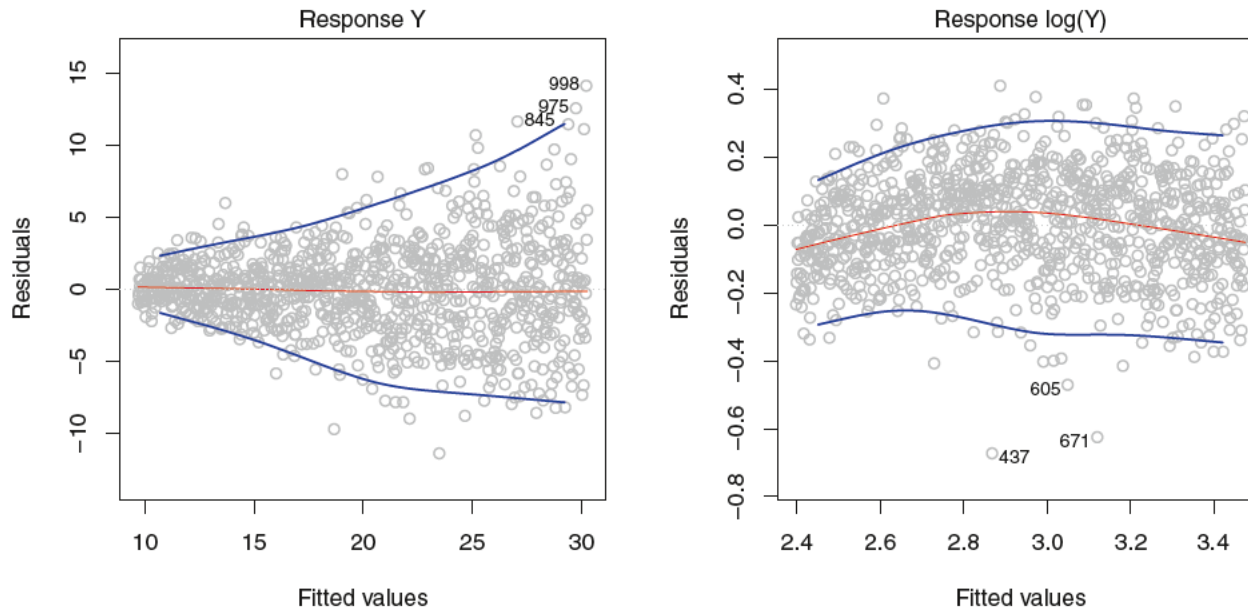 Response Y
Residuals
15
10
5
0
−5
−10
998
975
845
10 15 20 25 30
Fitted values
Response log(Y)
Residuals
0.4
0.2
0.0
−0.2
−0.4
−0.6
−0.8
605
671
437
2.4 2.6 2.8 3.0 3.2 3.4
Fitted values